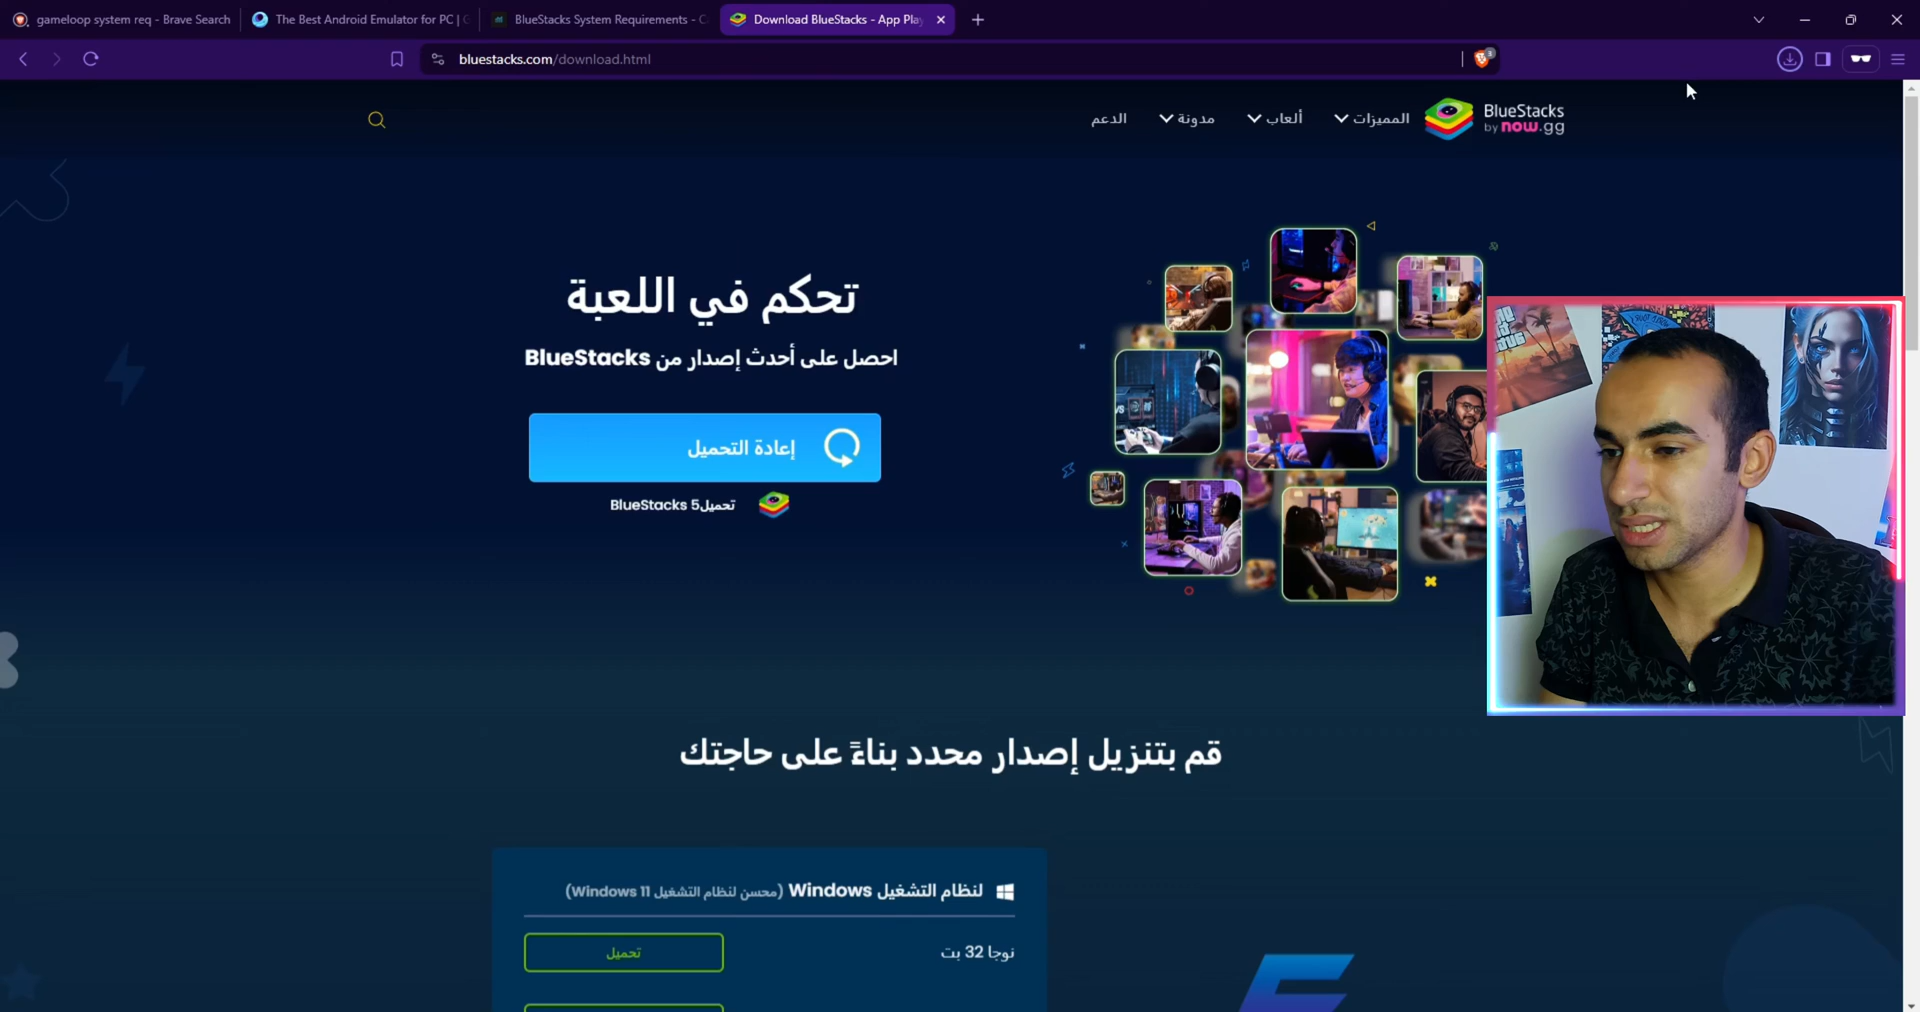 gameloop system req - Brave Search
The Best Android Emulator for PC |
BlueStacks System Requirements -
Download BlueStacks - App Pla
bluestacks.com/download.html
3
BlueStacks
by now.gg
المميزات
ألعاب
مدونة
الدعم
تحكم في اللعبة
احصل على أحدث إصدار من BlueStacks
إعادة التحميل
تحميل BlueStacks 5
قم بتنزيل إصدار محدد بناءً على حاجتك
لنظام التشغيل Windows (محسن لنظام التشغيل Windows 11)
نوجا 32 بت
تحميل